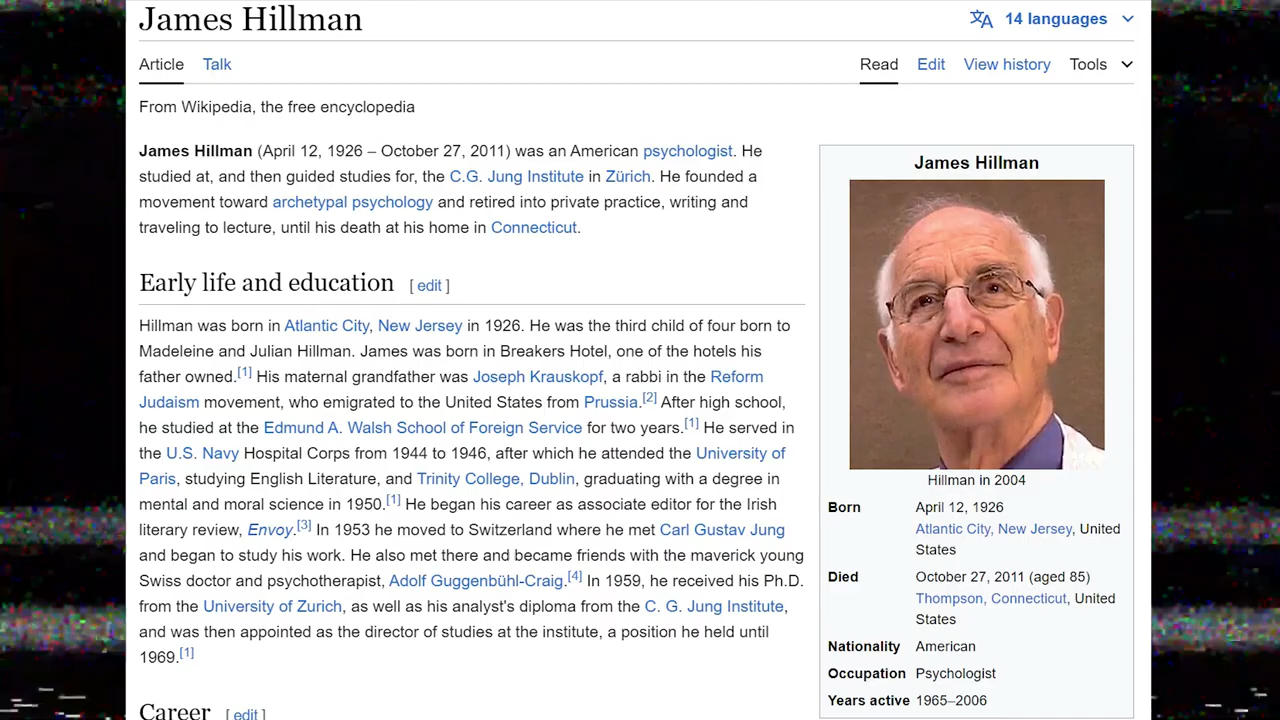 James Hillman
14 languages
Article Talk
Read Edit View history Tools
From Wikipedia, the free encyclopedia
James Hillman (April 12, 1926 – October 27, 2011) was an American psychologist. He
studied at, and then guided studies for, the C.G. Jung Institute in Zürich. He founded a
movement toward archetypal psychology and retired into private practice, writing and
traveling to lecture, until his death at his home in Connecticut.
Early life and education [ edit ]
Hillman was born in Atlantic City, New Jersey in 1926. He was the third child of four born to
Madeleine and Julian Hillman. James was born in Breakers Hotel, one of the hotels his
father owned.[1] His maternal grandfather was Joseph Krauskopf, a rabbi in the Reform
Judaism movement, who emigrated to the United States from Prussia.[2] After high school,
he studied at the Edmund A. Walsh School of Foreign Service for two years.[1] He served in
the U.S. Navy Hospital Corps from 1944 to 1946, after which he attended the University of
Paris, studying English Literature, and Trinity College, Dublin, graduating with a degree in
mental and moral science in 1950.[1] He began his career as associate editor for the Irish
literary review, Envoy.[3] In 1953 he moved to Switzerland where he met Carl Gustav Jung
and began to study his work. He also met there and became friends with the maverick young
Swiss doctor and psychotherapist, Adolf Guggenbühl-Craig.[4] In 1959, he received his Ph.D.
from the University of Zurich, as well as his analyst's diploma from the C. G. Jung Institute,
and was then appointed as the director of studies at the institute, a position he held until
1969.[1]
Career [ edit ]
James Hillman
Hillman in 2004
Born April 12, 1926
Atlantic City, New Jersey, United
States
Died October 27, 2011 (aged 85)
Thompson, Connecticut, United
States
Nationality American
Occupation Psychologist
Years active 1965–2006